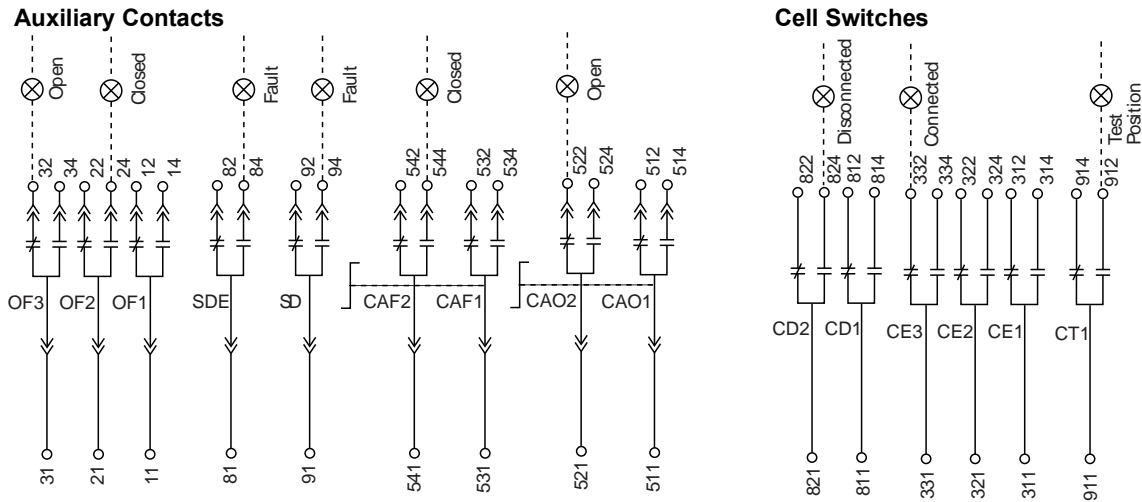 Auxiliary Contacts
Cell Switches
Open
Closed
Fault
Fault
Closed
Open
Disconnected
Connected
Test
Position
32
34
22
24
12
14
82
84
92
94
542
544
532
534
522
524
512
514
822
824
812
814
332
334
322
324
312
314
914
912
OF3
OF2
OF1
SDE
SD
CAF2
CAF1
CAO2
CAO1
CD2
CD1
CE3
CE2
CE1
CT1
31
21
11
81
91
541
531
521
511
821
811
331
321
311
911